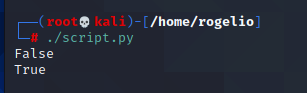 ┌──(root💀kali)-[/home/rogelio]
└─# ./script.py
False
True